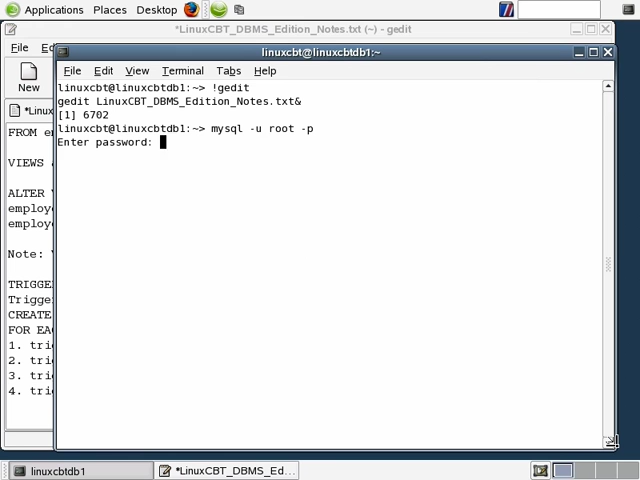 Applications Places Desktop
*LinuxCBT_DBMS_Edition_Notes.txt (~) - gedit
File
linuxcbt@linuxcbtdb1:~
File Edit View Terminal Tabs Help
New
*Linux
linuxcbt@linuxcbtdb1:~> !gedit
gedit LinuxCBT_DBMS_Edition_Notes.txt&
[1] 6702
linuxcbt@linuxcbtdb1:~> mysql -u root -p
Enter password:
FROM
VIEWS
ALTER
employ
employ
Note:
TRIGGE
Trigge
CREATE
FOR EA
1. tri
2. tri
3. tri
4. tri
linuxcbtdb1
*LinuxCBT_DBMS_Ed...